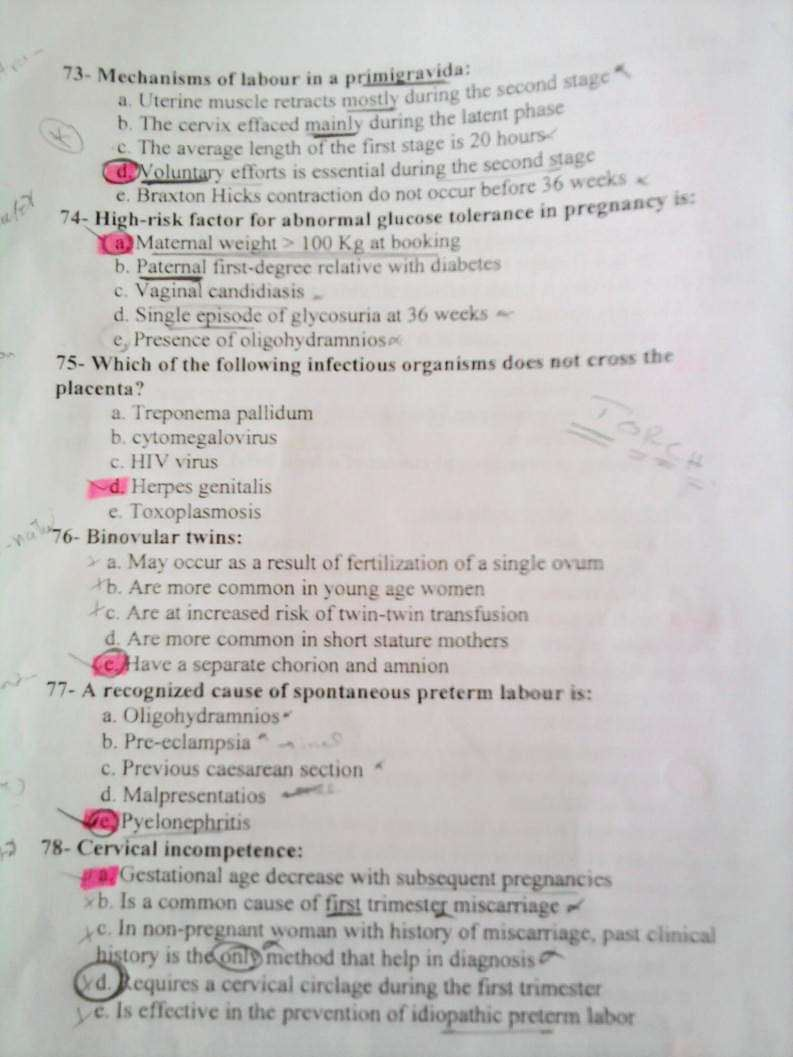 73- Mechanisms of labour in a primigravida:
a. Uterine muscle retracts mostly during the second stage
b. The cervix effaced mainly during the latent phase
c. The average length of the first stage is 20 hours
d. Voluntary efforts is essential during the second stage
e. Braxton Hicks contraction do not occur before 36 weeks
74- High-risk factor for abnormal glucose tolerance in pregnancy is:
a. Maternal weight > 100 Kg at booking
b. Paternal first-degree relative with diabetes
c. Vaginal candidiasis
d. Single episode of glycosuria at 36 weeks
e. Presence of oligohydramnios
75- Which of the following infectious organisms does not cross the
placenta?
a. Treponema pallidum
TORCH
b. cytomegalovirus
c. HIV virus
d. Herpes genitalis
e. Toxoplasmosis
76- Binovular twins:
a. May occur as a result of fertilization of a single ovum
b. Are more common in young age women
c. Are at increased risk of twin-twin transfusion
d. Are more common in short stature mothers
e. Have a separate chorion and amnion
77- A recognized cause of spontaneous preterm labour is:
a. Oligohydramnios
b. Pre-eclampsia
c. Previous caesarean section
d. Malpresentatios
e. Pyelonephritis
78- Cervical incompetence:
a. Gestational age decrease with subsequent pregnancies
b. Is a common cause of first trimester miscarriage
c. In non-pregnant woman with history of miscarriage, past clinical
history is the only method that help in diagnosis
d. Requires a cervical circlage during the first trimester
e. Is effective in the prevention of idiopathic preterm labor